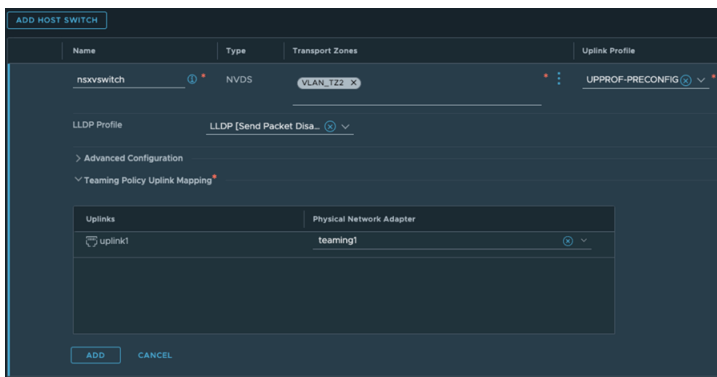 ADD HOST SWITCH
Name Type Transport Zones Uplink Profile
nsxvswitch * NVDS VLAN_TZ2 X * UPPROF-PRECONFIG *
LLDP Profile LLDP [Send Packet Disa...
Advanced Configuration
Teaming Policy Uplink Mapping*
Uplinks Physical Network Adapter
uplink1 teaming1
ADD CANCEL